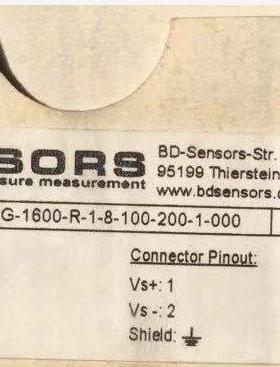 SORS
sure measurement
BD-Sensors-Str.
95199 Thierstein
www.bdsensors.
G-1600-R-1-8-100-200-1-000
Connector Pinout:
Vs+: 1
Vs -: 2
Shield: ⏚